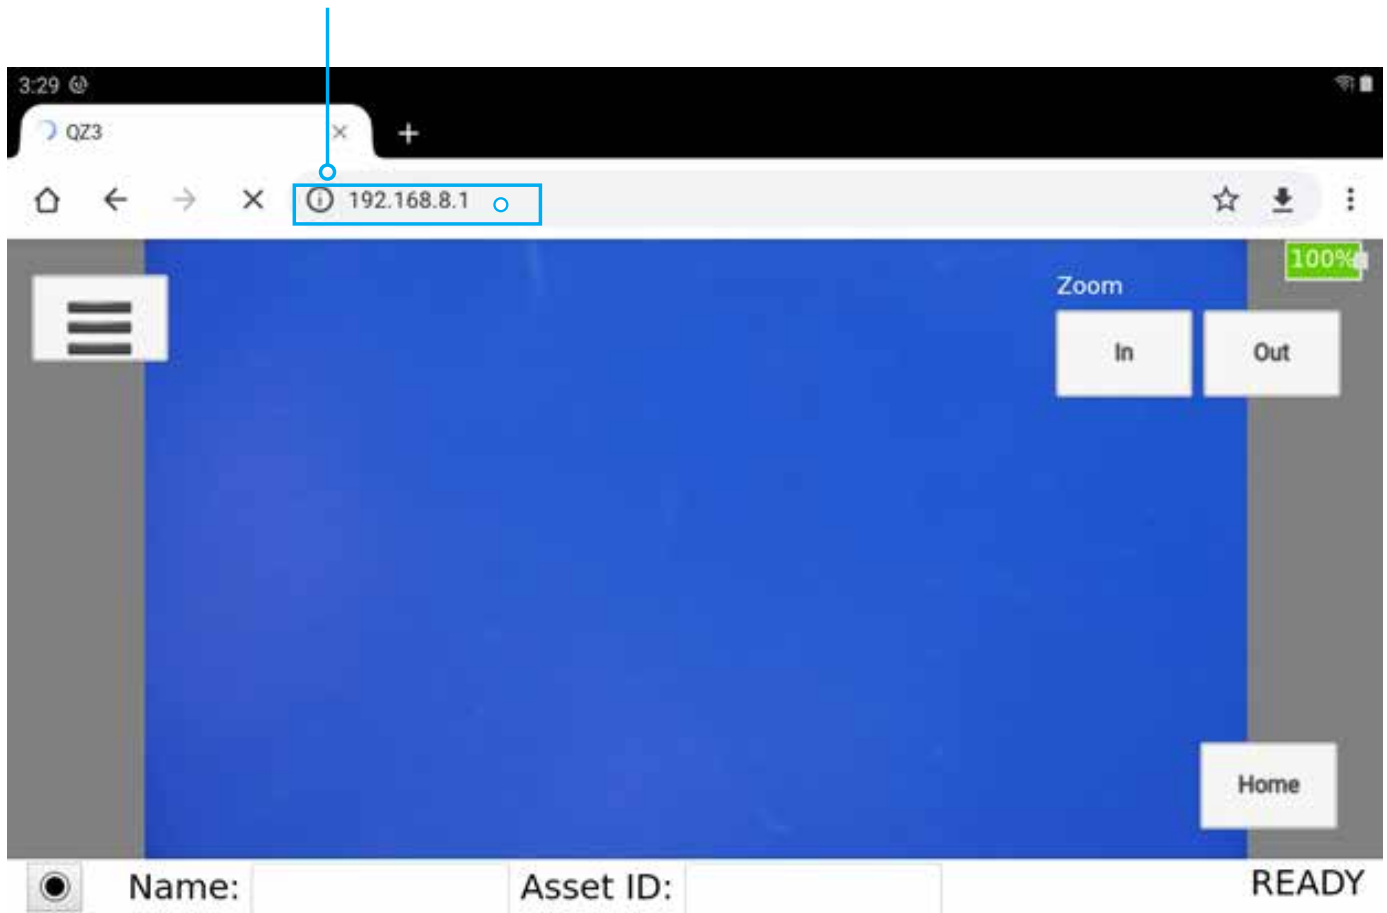 3:29
QZ3
192.168.8.1
100%
Zoom
In Out
Home
Name: Asset ID: READY